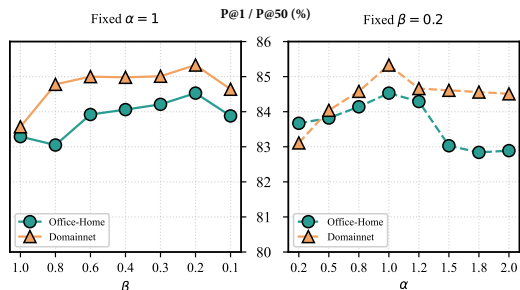 P@1 / P@50 (%)
Fixed α = 1
Fixed β = 0.2
86
85
84
83
82
81
80
Office-Home
Domainnet
Office-Home
Domainnet
1.0 0.8 0.6 0.4 0.3 0.2 0.1
0.2 0.5 0.8 1.0 1.2 1.5 1.8 2.0
β
α